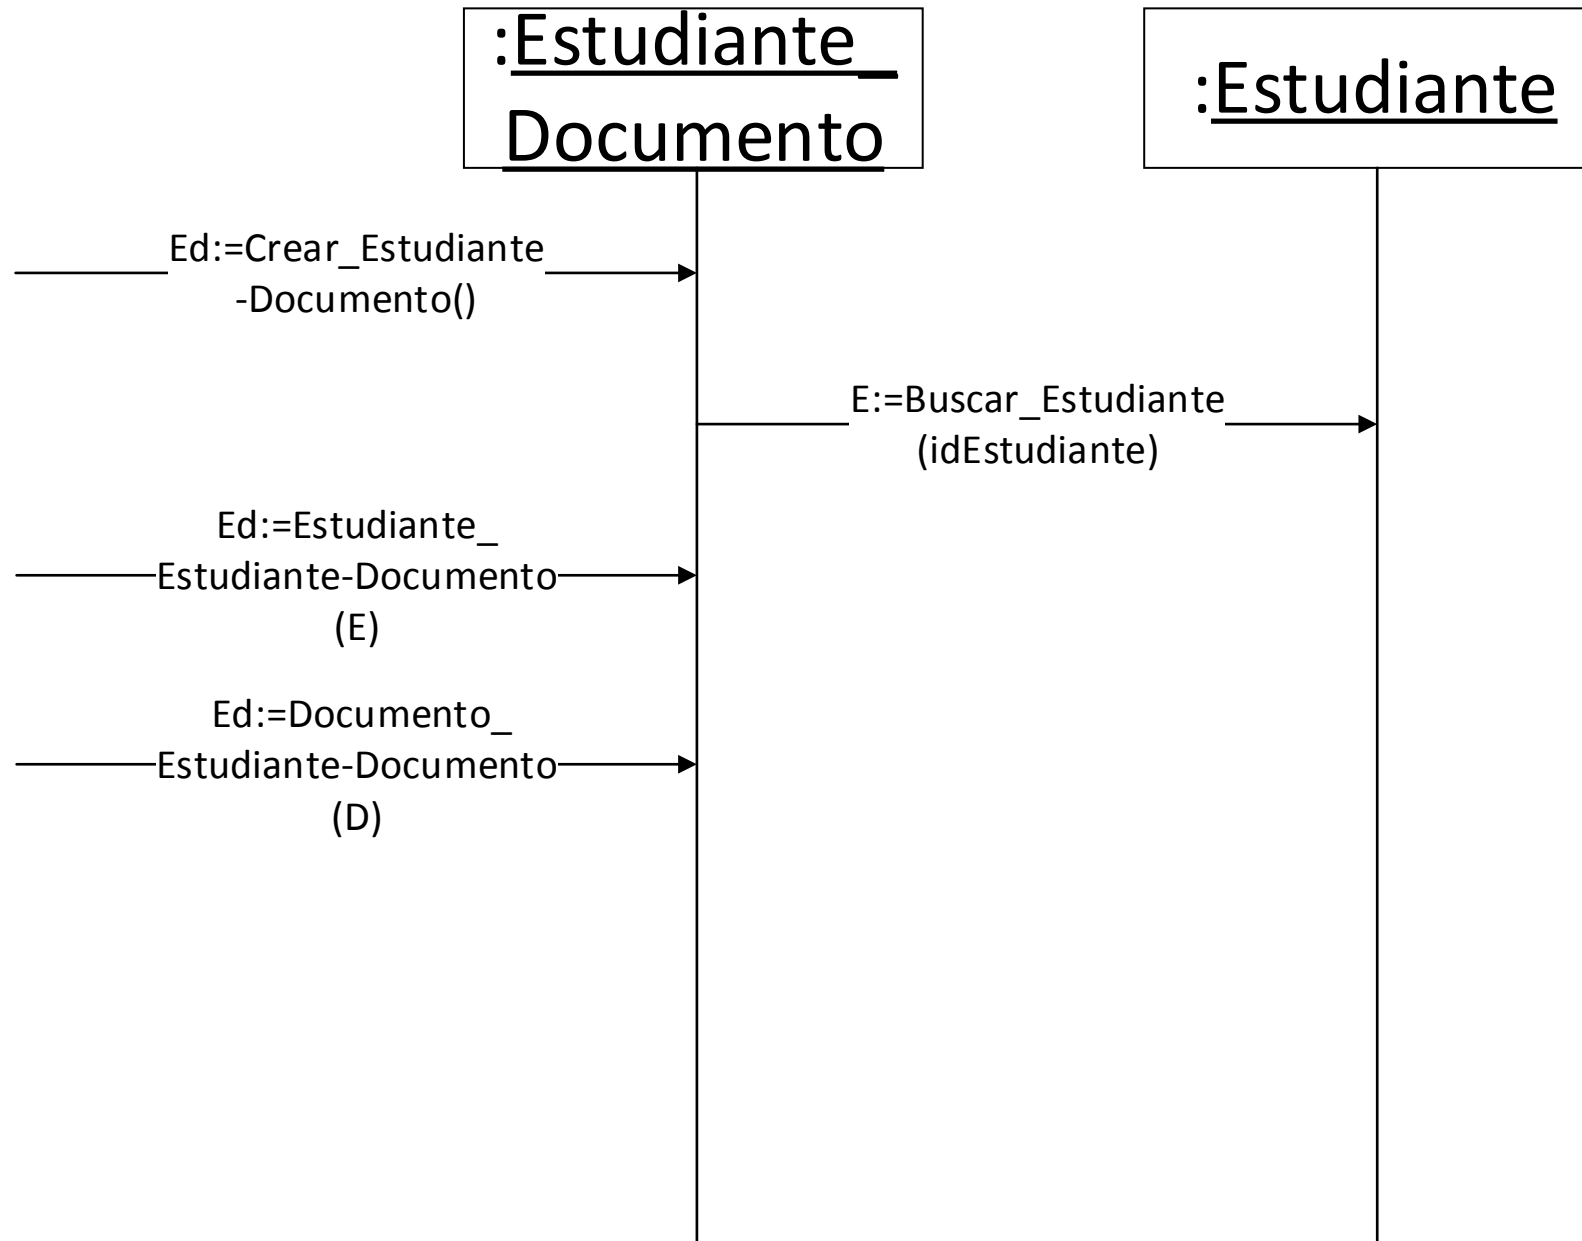 :Estudiante_
Documento
:Estudiante
Ed:=Crear_Estudiante
-Documento()
E:=Buscar_Estudiante
(idEstudiante)
Ed:=Estudiante_
Estudiante-Documento
(E)
Ed:=Documento_
Estudiante-Documento
(D)